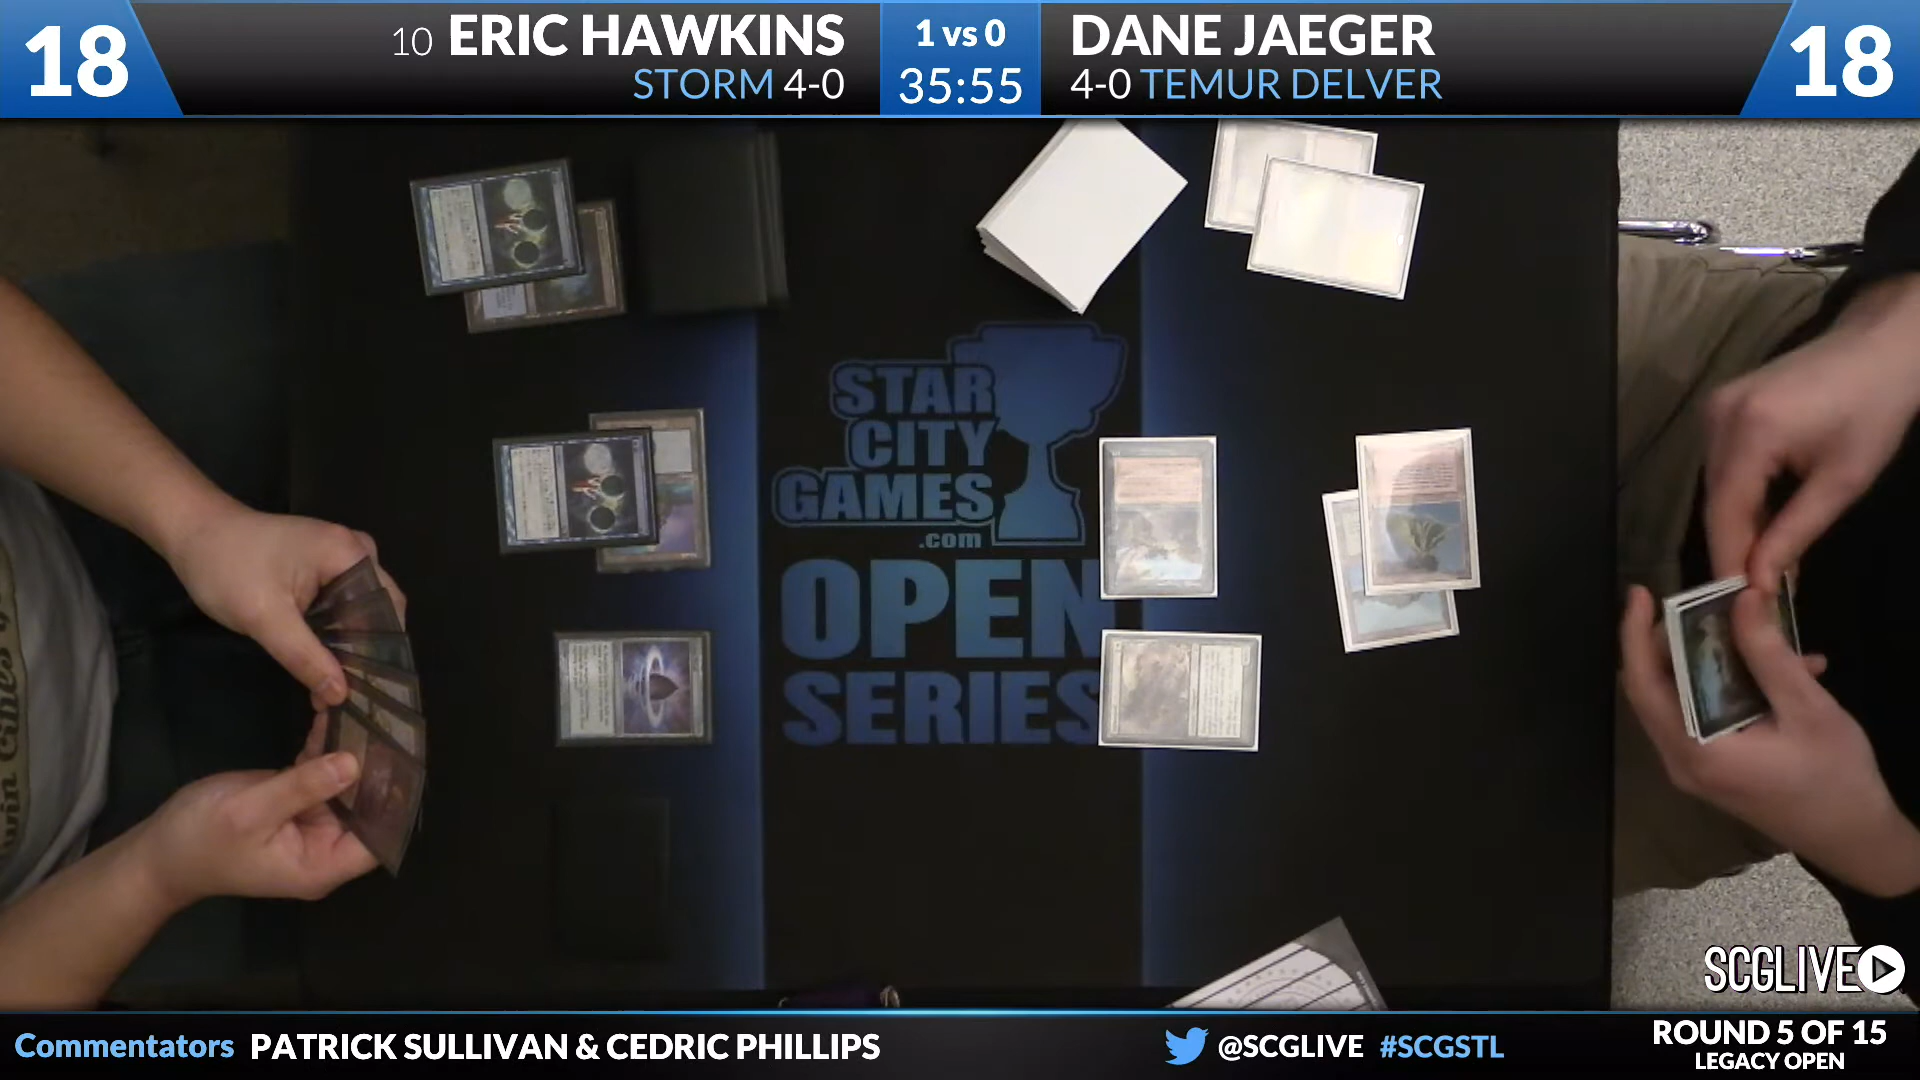 18
10 ERIC HAWKINS
STORM 4-0
1 vs 0
35:55
DANE JAEGER
4-0 TEMUR DELVER
18
STAR
CITY
GAMES
.com
OPEN
SERIES
SCGLIVE
Commentators PATRICK SULLIVAN & CEDRIC PHILLIPS
@SCGLIVE #SCGSTL
ROUND 5 OF 15
LEGACY OPEN